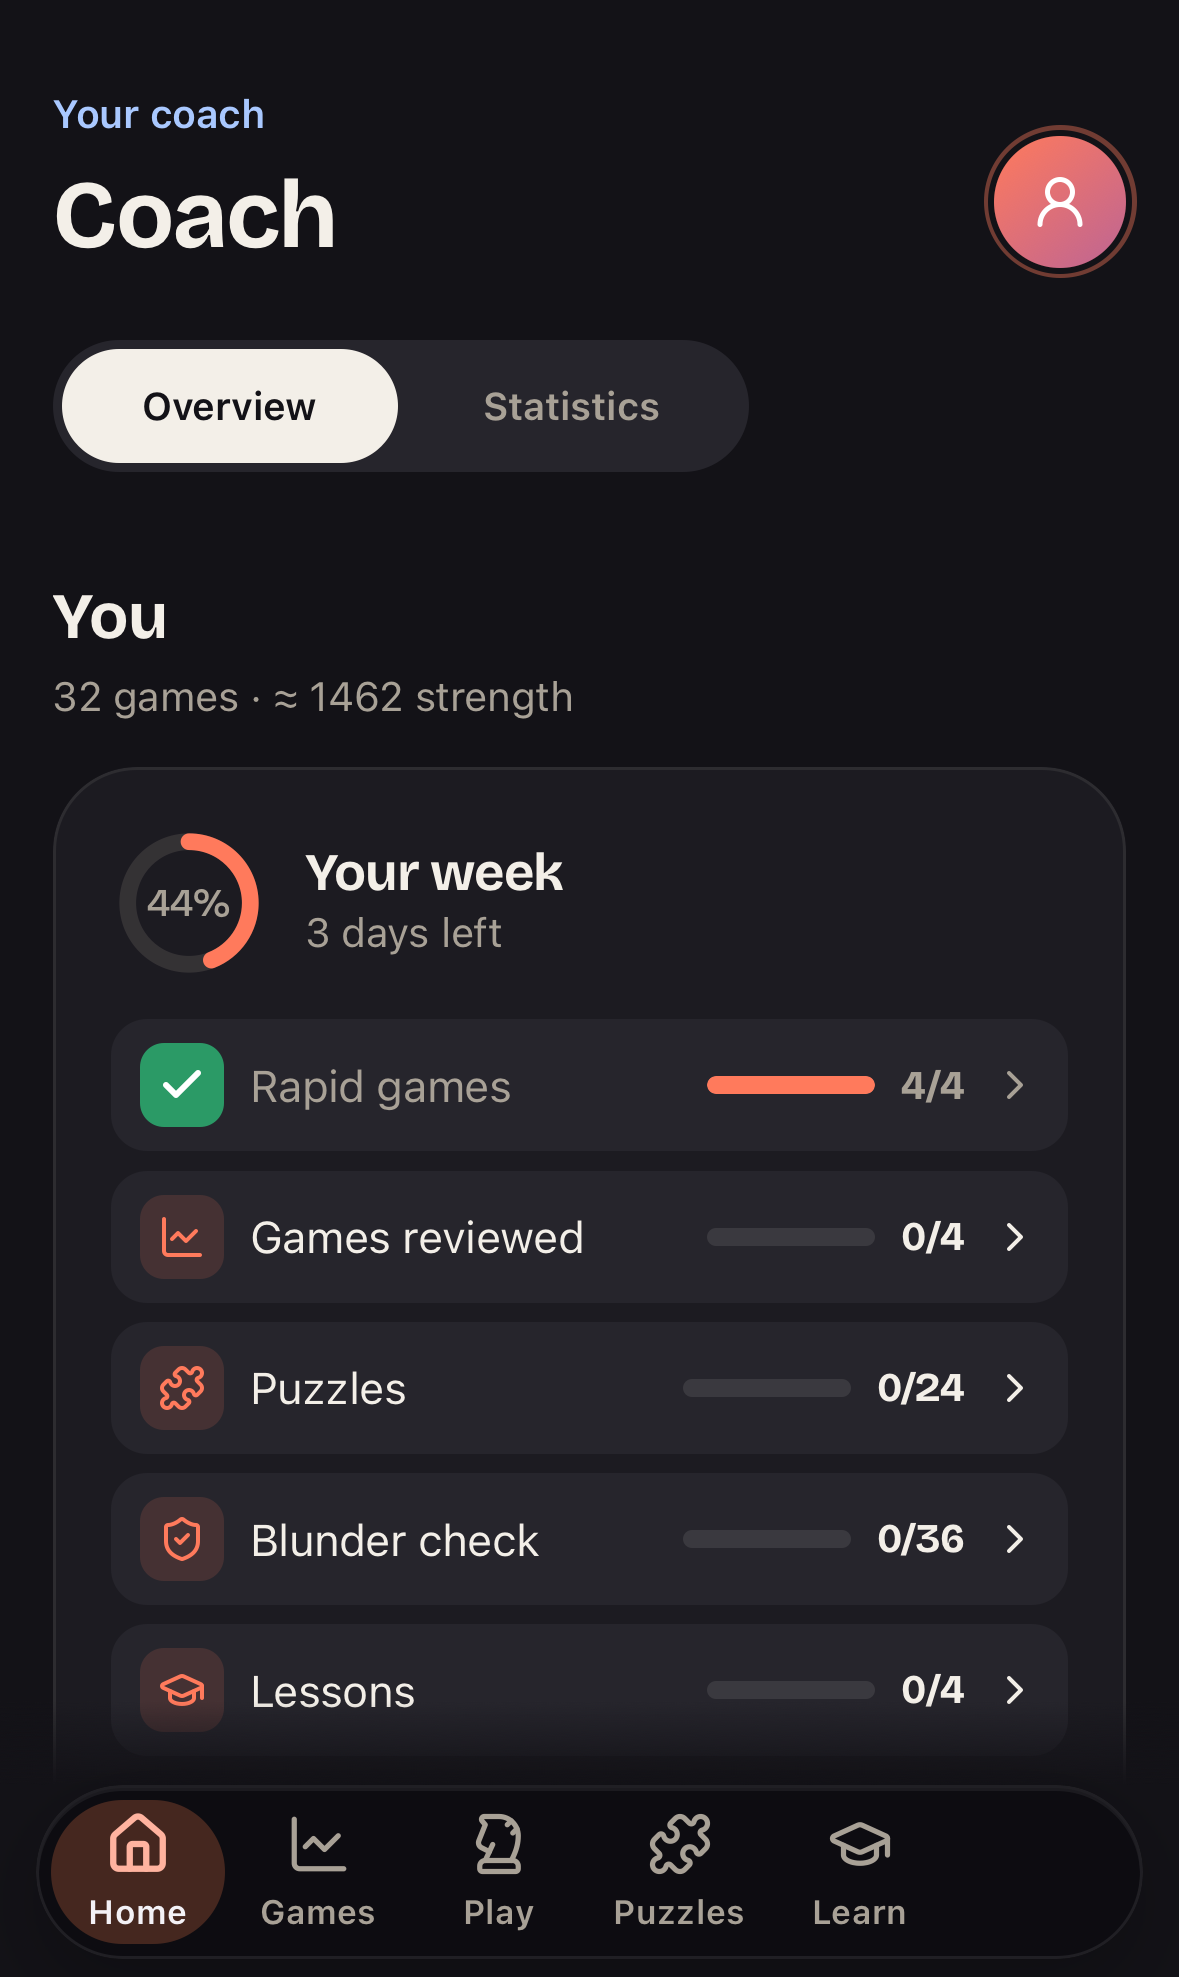 Your coach
Coach
Overview
Statistics
You
32 games · ≈ 1462 strength
44%
Your week
3 days left
Rapid games 4/4
Games reviewed 0/4
Puzzles 0/24
Blunder check 0/36
Lessons 0/4
Home
Games
Play
Puzzles
Learn